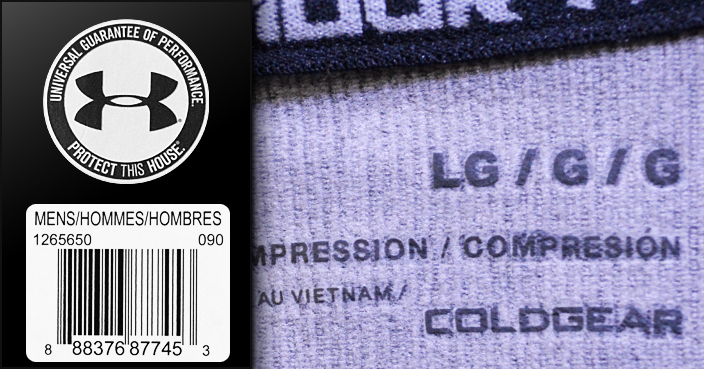 UNIVERSAL GUARANTEE OF PERFORMANCE.
PROTECT THIS HOUSE.®
MENS/HOMMES/HOMBRES
1265650 090
8 88376 87745 3
LG / G / G
MPRESSION / COMPRESIÓN
AU VIETNAM/
COLDGEAR